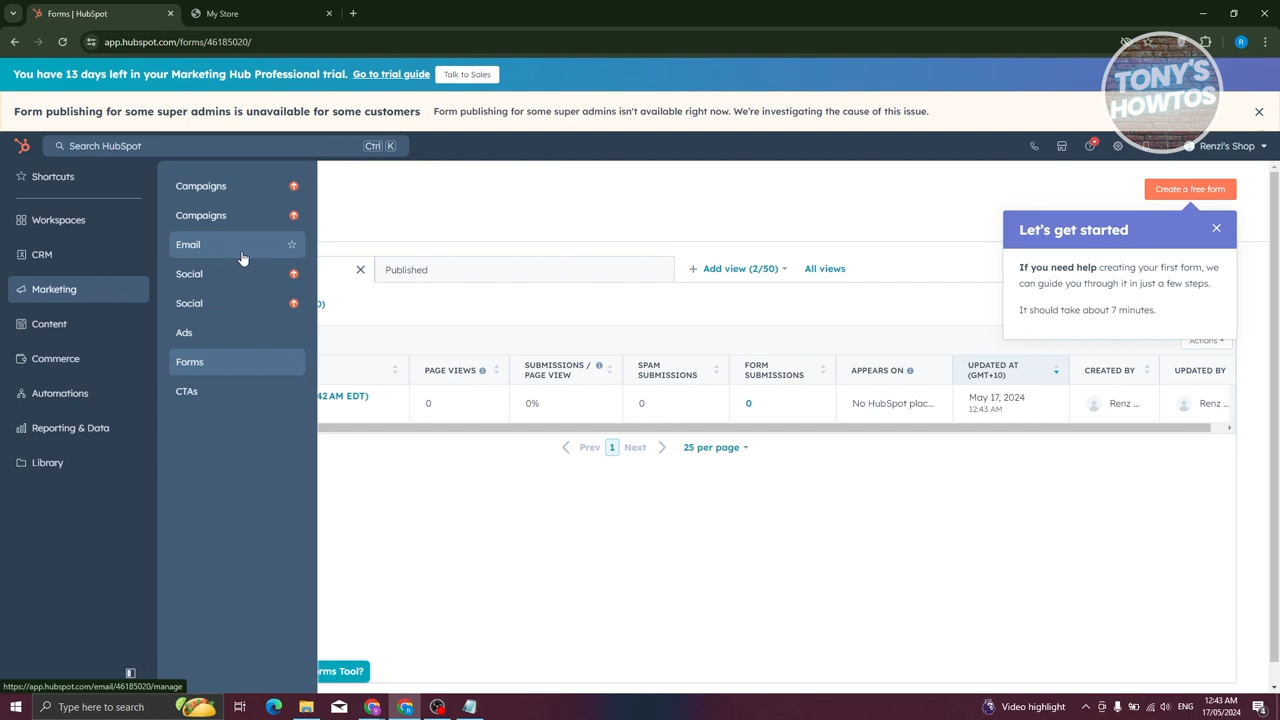 Forms | HubSpot
My Store
app.hubspot.com/forms/46185020/
You have 13 days left in your Marketing Hub Professional trial. Go to trial guide Talk to Sales
Form publishing for some super admins is unavailable for some customers Form publishing for some super admins isn't available right now. We're investigating the cause of this issue.
TONY'S
HOWTOS
Search HubSpot Ctrl K
Renzi's Shop
Shortcuts
Workspaces
CRM
Marketing
Content
Commerce
Automations
Reporting & Data
Library
Campaigns
Campaigns
Email
Social
Social
Ads
Forms
CTAs
Create a free form
Let's get started
If you need help creating your first form, we
can guide you through it in just a few steps.
It should take about 7 minutes.
Published
Add view (2/50)
All views
Actions
PAGE VIEWS
SUBMISSIONS /
PAGE VIEW
SPAM
SUBMISSIONS
FORM
SUBMISSIONS
APPEARS ON
UPDATED AT
(GMT+10)
CREATED BY
UPDATED BY
42 AM EDT)
0
0%
0
0
No HubSpot plac...
May 17, 2024
12:43 AM
Renz ...
Renz ...
Prev 1 Next 25 per page
rms Tool?
https://app.hubspot.com/email/46185020/manage
Type here to search
Video highlight
12:43 AM
17/05/2024
4